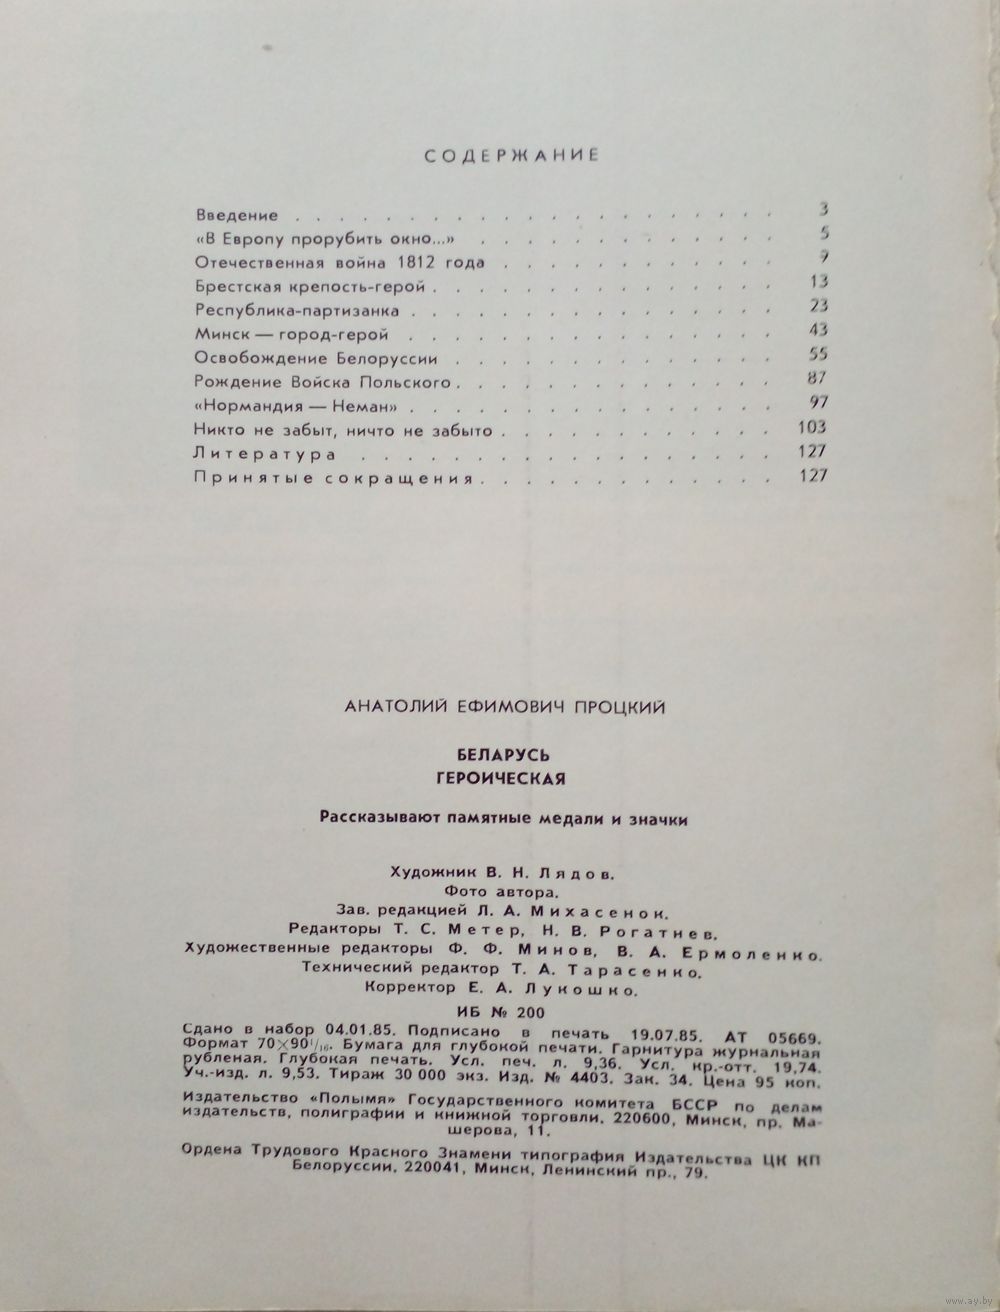 СОДЕРЖАНИЕ
Введение . . . . . . . . . . . . . . . . . 3
«В Европу прорубить окно...» . . . . . . . . . . . 5
Отечественная война 1812 года . . . . . . . . . . 9
Брестская крепость-герой . . . . . . . . . . . . 13
Республика-партизанка . . . . . . . . . . . . . 23
Минск — город-герой . . . . . . . . . . . . . 43
Освобождение Белоруссии . . . . . . . . . . . . 55
Рождение Войска Польского . . . . . . . . . . . . 87
«Нормандия — Неман» . . . . . . . . . . . . . 97
Никто не забыт, ничто не забыто . . . . . . . . . . 103
Литература . . . . . . . . . . . . . . . 127
Принятые сокращения . . . . . . . . . . . 127
АНАТОЛИЙ ЕФИМОВИЧ ПРОЦКИЙ
БЕЛАРУСЬ
ГЕРОИЧЕСКАЯ
Рассказывают памятные медали и значки
Художник В. Н. Лядов.
Фото автора.
Зав. редакцией Л. А. Михасенок.
Редакторы Т. С. Метер, Н. В. Рогатнев.
Художественные редакторы Ф. Ф. Минов, В. А. Ермоленко.
Технический редактор Т. А. Тарасенко.
Корректор Е. А. Лукошко.
ИБ № 200
Сдано в набор 04.01.85. Подписано в печать 19.07.85. АТ 05669.
Формат 70×90 1/16. Бумага для глубокой печати. Гарнитура журнальная
рубленая. Глубокая печать. Усл. печ. л. 9,36. Усл. кр.-отт. 19,74.
Уч.-изд. л. 9,53. Тираж 30 000 экз. Изд. № 4403. Зак. 34. Цена 95 коп.
Издательство «Полымя» Государственного комитета БССР по делам
издательств, полиграфии и книжной торговли. 220600, Минск, пр. Ма-
шерова, 11.
Ордена Трудового Красного Знамени типография Издательства ЦК КП
Белоруссии. 220041, Минск, Ленинский пр., 79.
www.ay.by